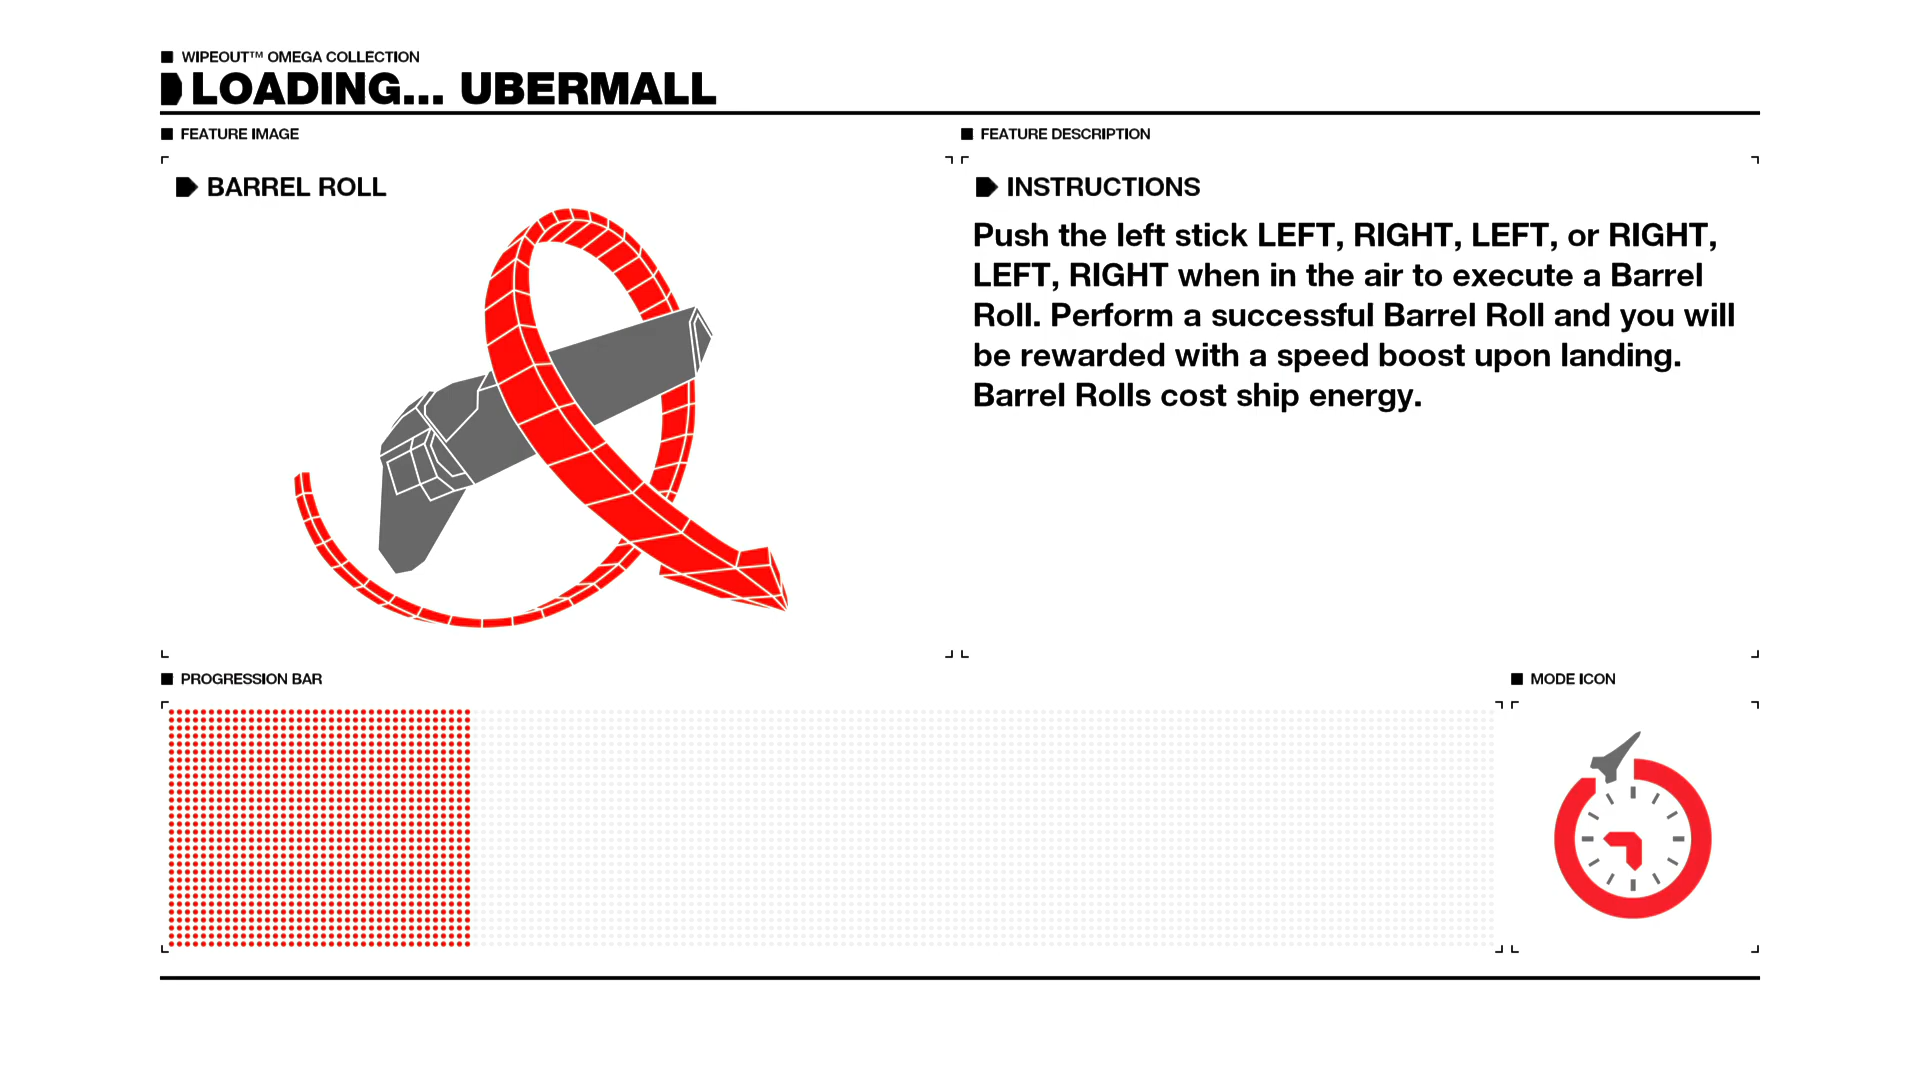 WIPEOUT™ OMEGA COLLECTION
LOADING... UBERMALL
FEATURE IMAGE
BARREL ROLL
FEATURE DESCRIPTION
INSTRUCTIONS
Push the left stick LEFT, RIGHT, LEFT, or RIGHT,
LEFT, RIGHT when in the air to execute a Barrel
Roll. Perform a successful Barrel Roll and you will
be rewarded with a speed boost upon landing.
Barrel Rolls cost ship energy.
PROGRESSION BAR
MODE ICON